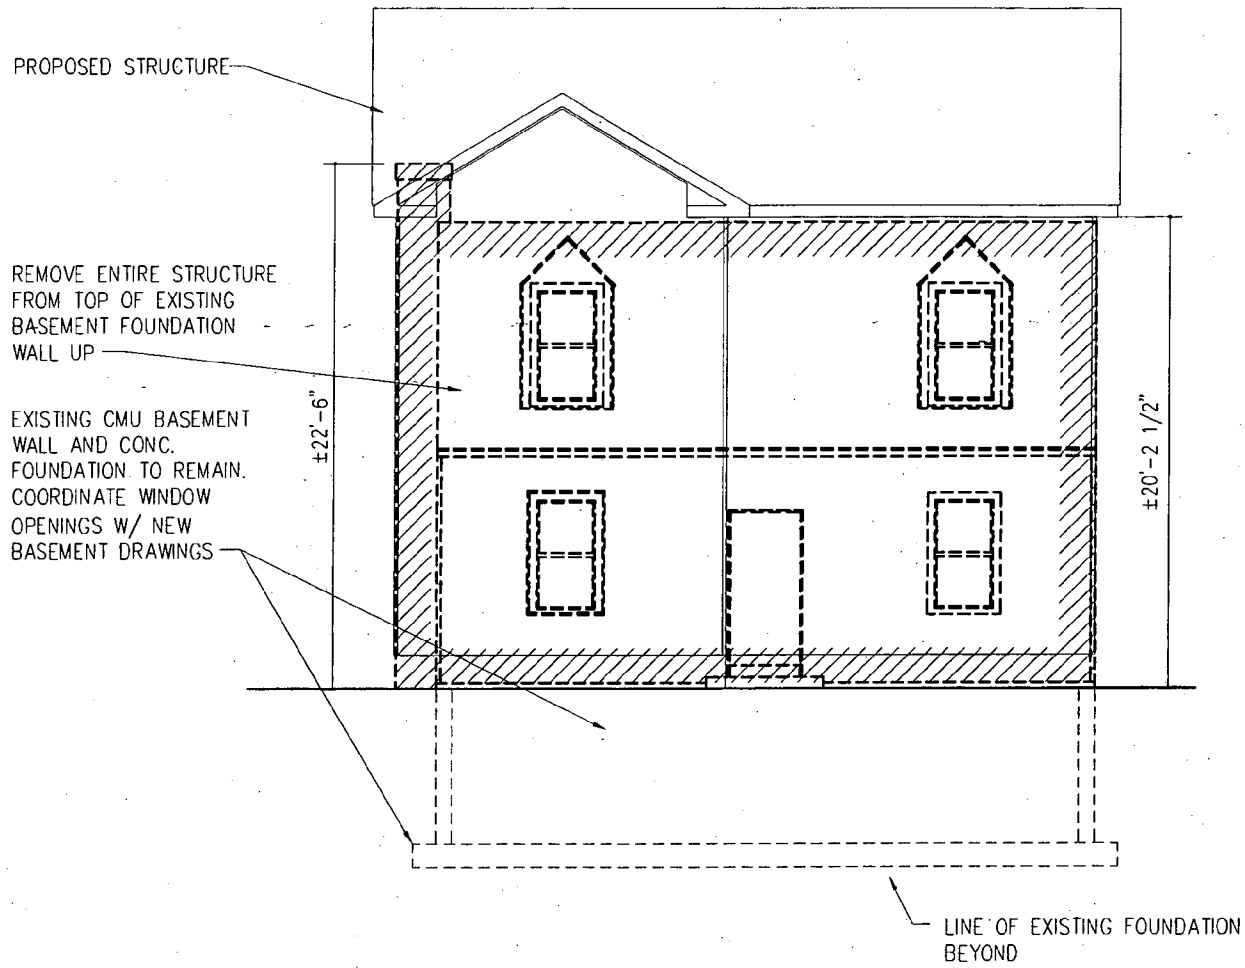 PROPOSED STRUCTURE
REMOVE ENTIRE STRUCTURE
FROM TOP OF EXISTING
BASEMENT FOUNDATION
WALL UP
EXISTING CMU BASEMENT
WALL AND CONC.
FOUNDATION TO REMAIN.
COORDINATE WINDOW
OPENINGS W/ NEW
BASEMENT DRAWINGS
±22'-6"
±20'-2 1/2"
LINE OF EXISTING FOUNDATION
BEYOND